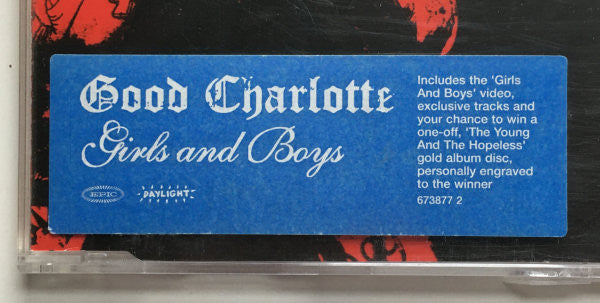 Good Charlotte
Girls and Boys
EPIC
DAYLIGHT
Includes the 'Girls
And Boys' video,
exclusive tracks and
your chance to win a
one-off, 'The Young
And The Hopeless'
gold album disc,
personally engraved
to the winner
673877 2